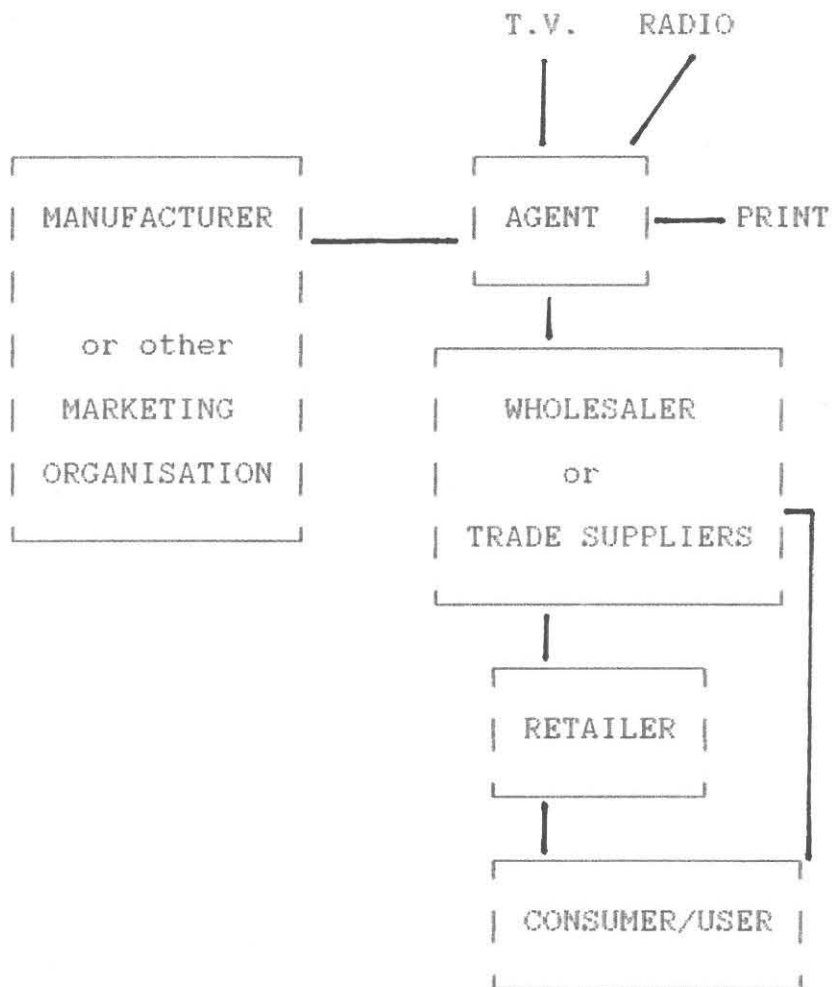 T.V. RADIO
MANUFACTURER
or other
MARKETING
ORGANISATION
AGENT
PRINT
WHOLESALER
or
TRADE SUPPLIERS
RETAILER
CONSUMER/USER